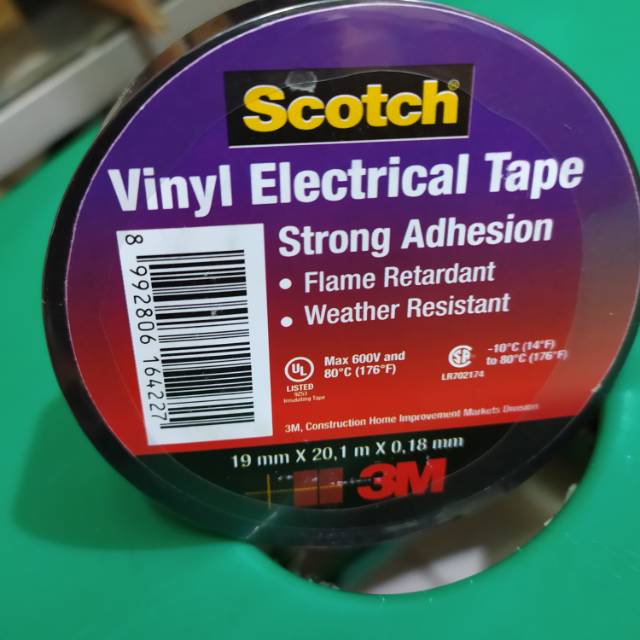 Scotch®
Vinyl Electrical Tape
Strong Adhesion
• Flame Retardant
• Weather Resistant
8 992806 164227
UL
LISTED
Insulating Tape
Max 600V and
80°C (176°F)
LR702174
-10°C (14°F)
to 80°C (176°F)
3M, Construction Home Improvement Markets Division
19 mm X 20,1 m X 0,18 mm
3M